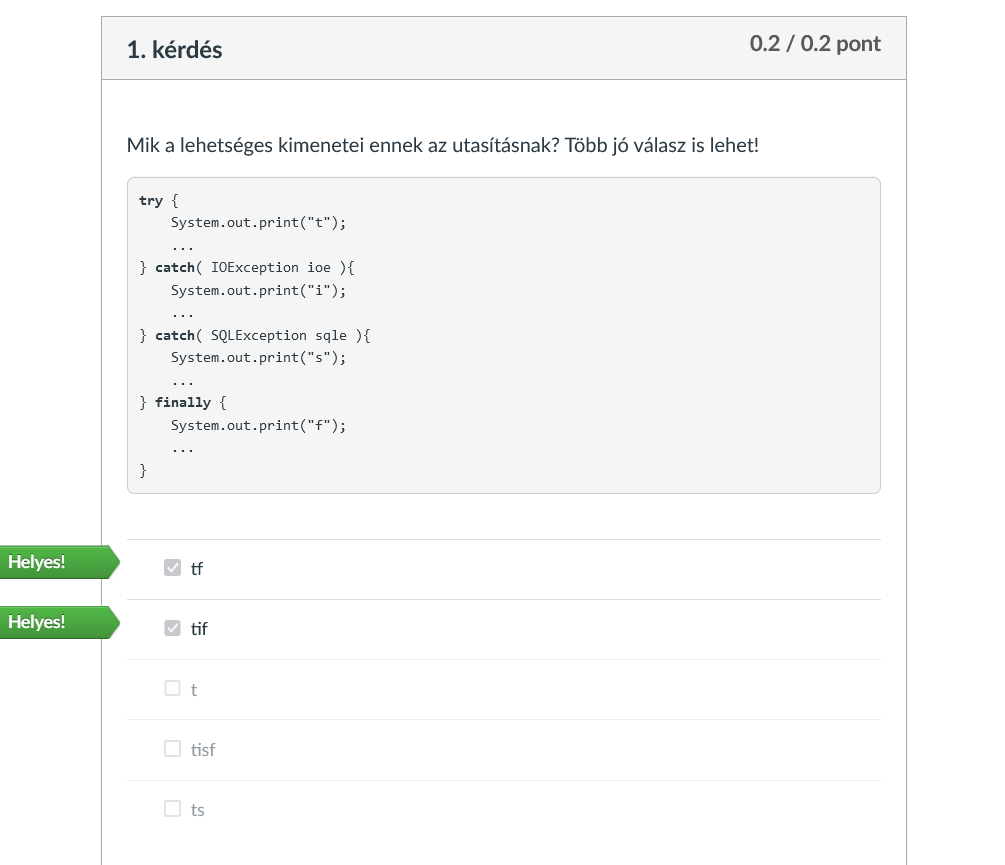 1. kérdés
0.2 / 0.2 pont
Mik a lehetséges kimenetei ennek az utasításnak? Több jó válasz is lehet!
try {
    System.out.print("t");
    ...
} catch( IOException ioe ){
    System.out.print("i");
    ...
} catch( SQLException sqle ){
    System.out.print("s");
    ...
} finally {
    System.out.print("f");
    ...
}
Helyes!
tf
Helyes!
tif
t
tisf
ts